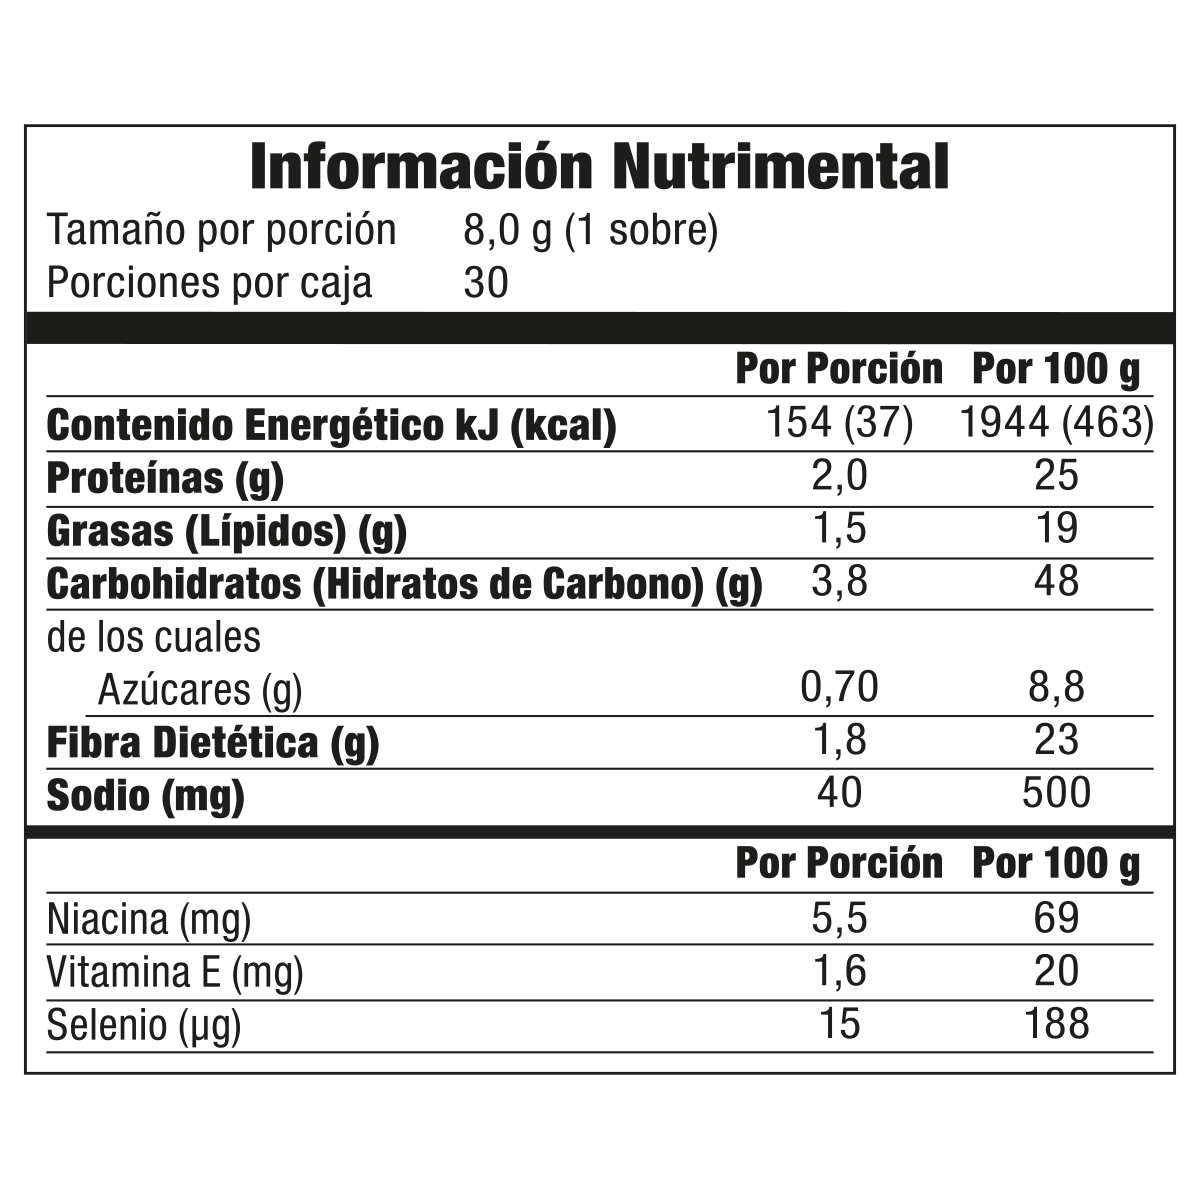 Información Nutrimental
Tamaño por porción 8,0 g (1 sobre)
Porciones por caja 30
Por Porción Por 100 g
Contenido Energético kJ (kcal) 154 (37) 1944 (463)
Proteínas (g) 2,0 25
Grasas (Lípidos) (g) 1,5 19
Carbohidratos (Hidratos de Carbono) (g) 3,8 48
de los cuales
Azúcares (g) 0,70 8,8
Fibra Dietética (g) 1,8 23
Sodio (mg) 40 500
Por Porción Por 100 g
Niacina (mg) 5,5 69
Vitamina E (mg) 1,6 20
Selenio (µg) 15 188